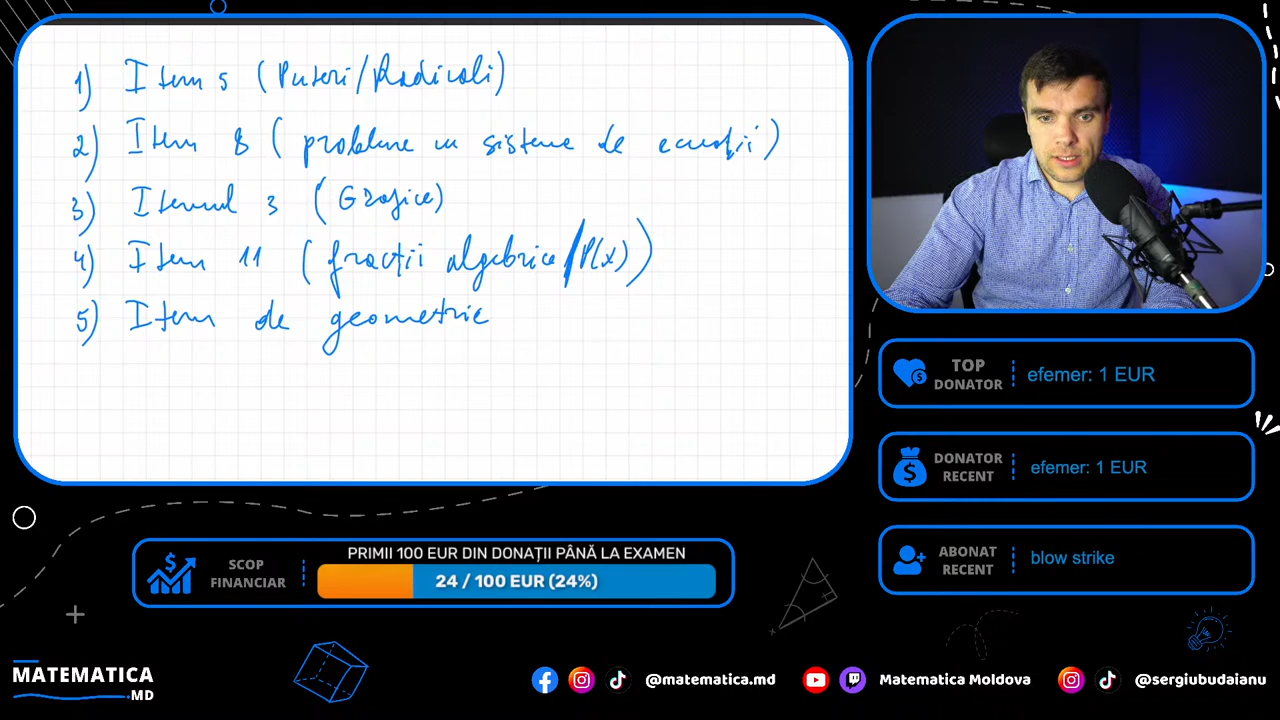 1) Item 5 (Puteri/Radicali)
2) Item 8 (probleme cu sisteme de ecuații)
3) Itemul 3 (Grafice)
4) Item 11 (fracții algebrice/P(x))
5) Item de geometrie
TOP DONATOR
efemer: 1 EUR
DONATOR RECENT
efemer: 1 EUR
ABONAT RECENT
blow strike
SCOP FINANCIAR
PRIMII 100 EUR DIN DONAȚII PÂNĂ LA EXAMEN
24 / 100 EUR (24%)
MATEMATICA
.MD
@matematica.md
Matematica Moldova
@sergiubudaianu